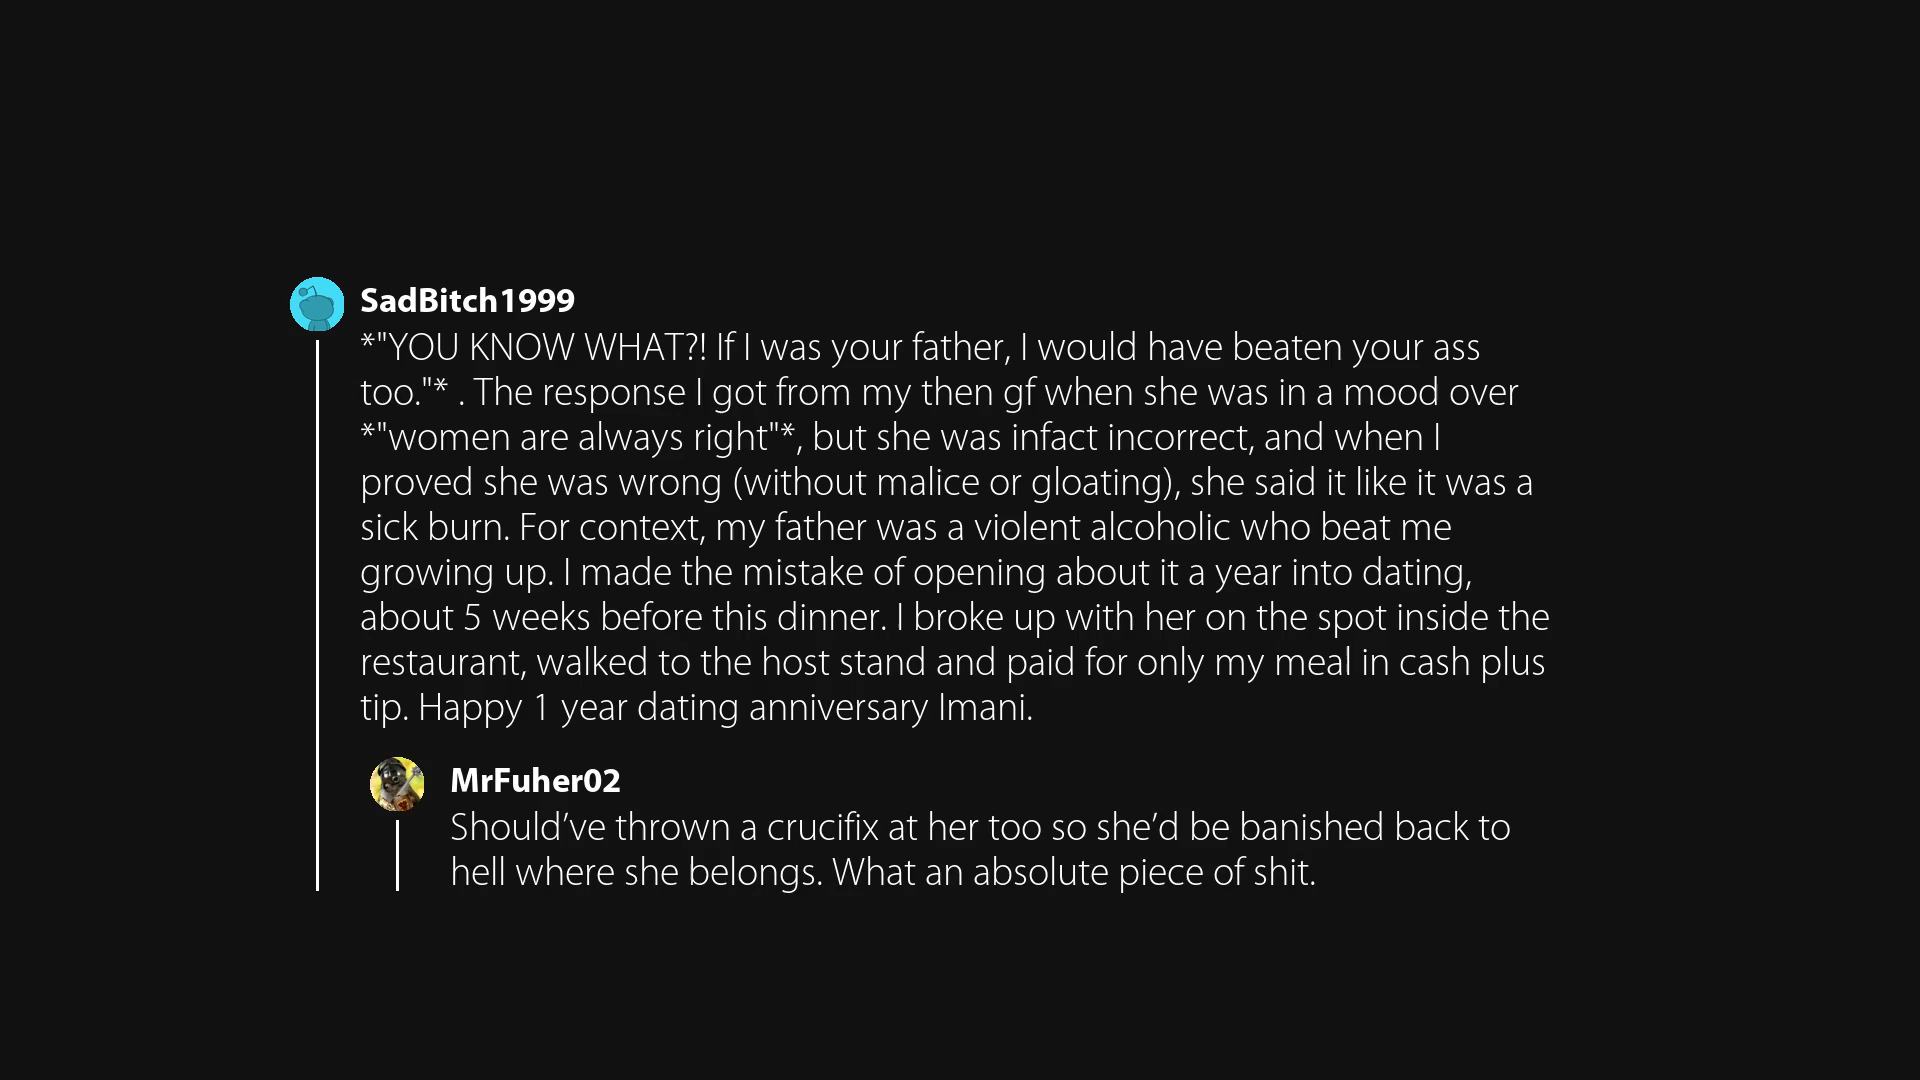 SadBitch1999
*"YOU KNOW WHAT?! If I was your father, I would have beaten your ass
too."* . The response I got from my then gf when she was in a mood over
*"women are always right"*, but she was infact incorrect, and when I
proved she was wrong (without malice or gloating), she said it like it was a
sick burn. For context, my father was a violent alcoholic who beat me
growing up. I made the mistake of opening about it a year into dating,
about 5 weeks before this dinner. I broke up with her on the spot inside the
restaurant, walked to the host stand and paid for only my meal in cash plus
tip. Happy 1 year dating anniversary Imani.
MrFuher02
Should’ve thrown a crucifix at her too so she’d be banished back to
hell where she belongs. What an absolute piece of shit.